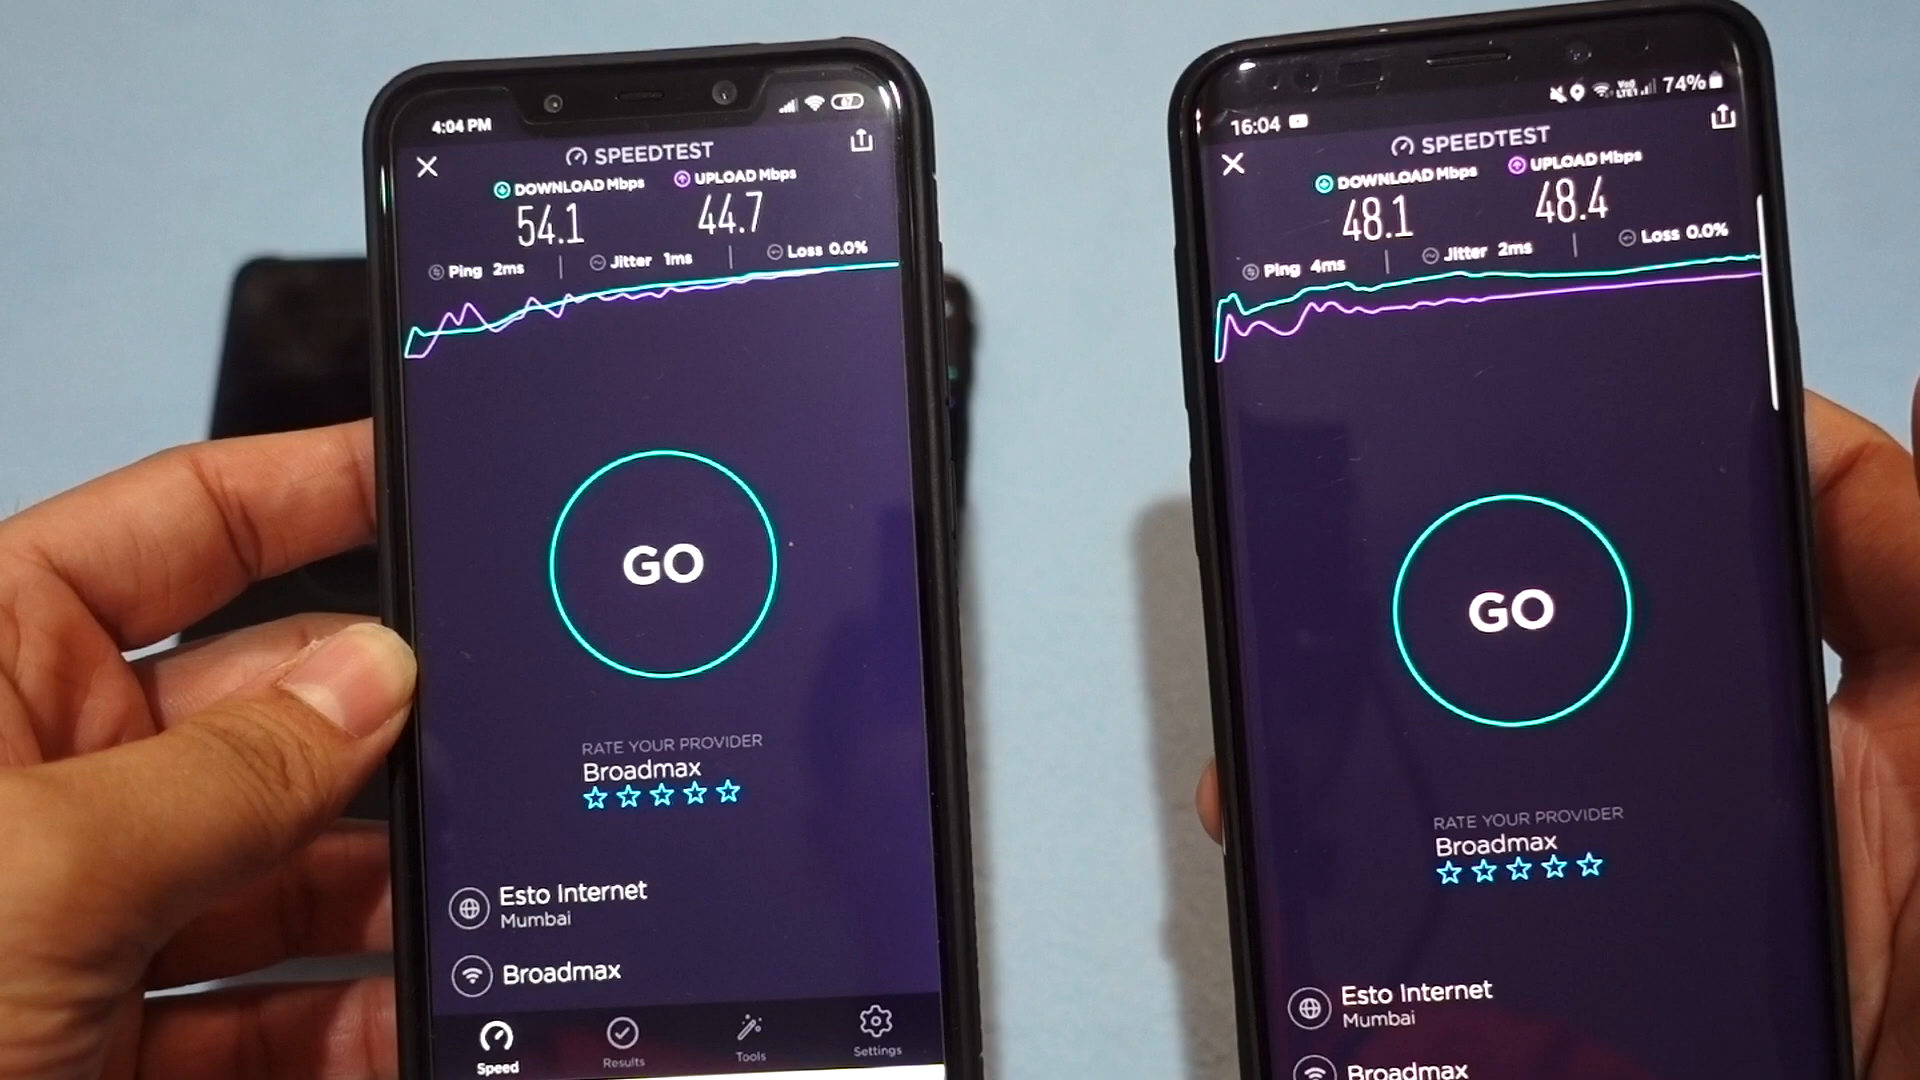 4:04 PM
67
SPEEDTEST
DOWNLOAD Mbps
UPLOAD Mbps
54.1
44.7
Ping 2ms
Jitter 1ms
Loss 0.0%
GO
RATE YOUR PROVIDER
Broadmax
Esto Internet
Mumbai
Broadmax
Speed
Results
Tools
Settings
16:04
74%
SPEEDTEST
DOWNLOAD Mbps
UPLOAD Mbps
48.1
48.4
Ping 4ms
Jitter 2ms
Loss 0.0%
GO
RATE YOUR PROVIDER
Broadmax
Esto Internet
Mumbai
Broadmax